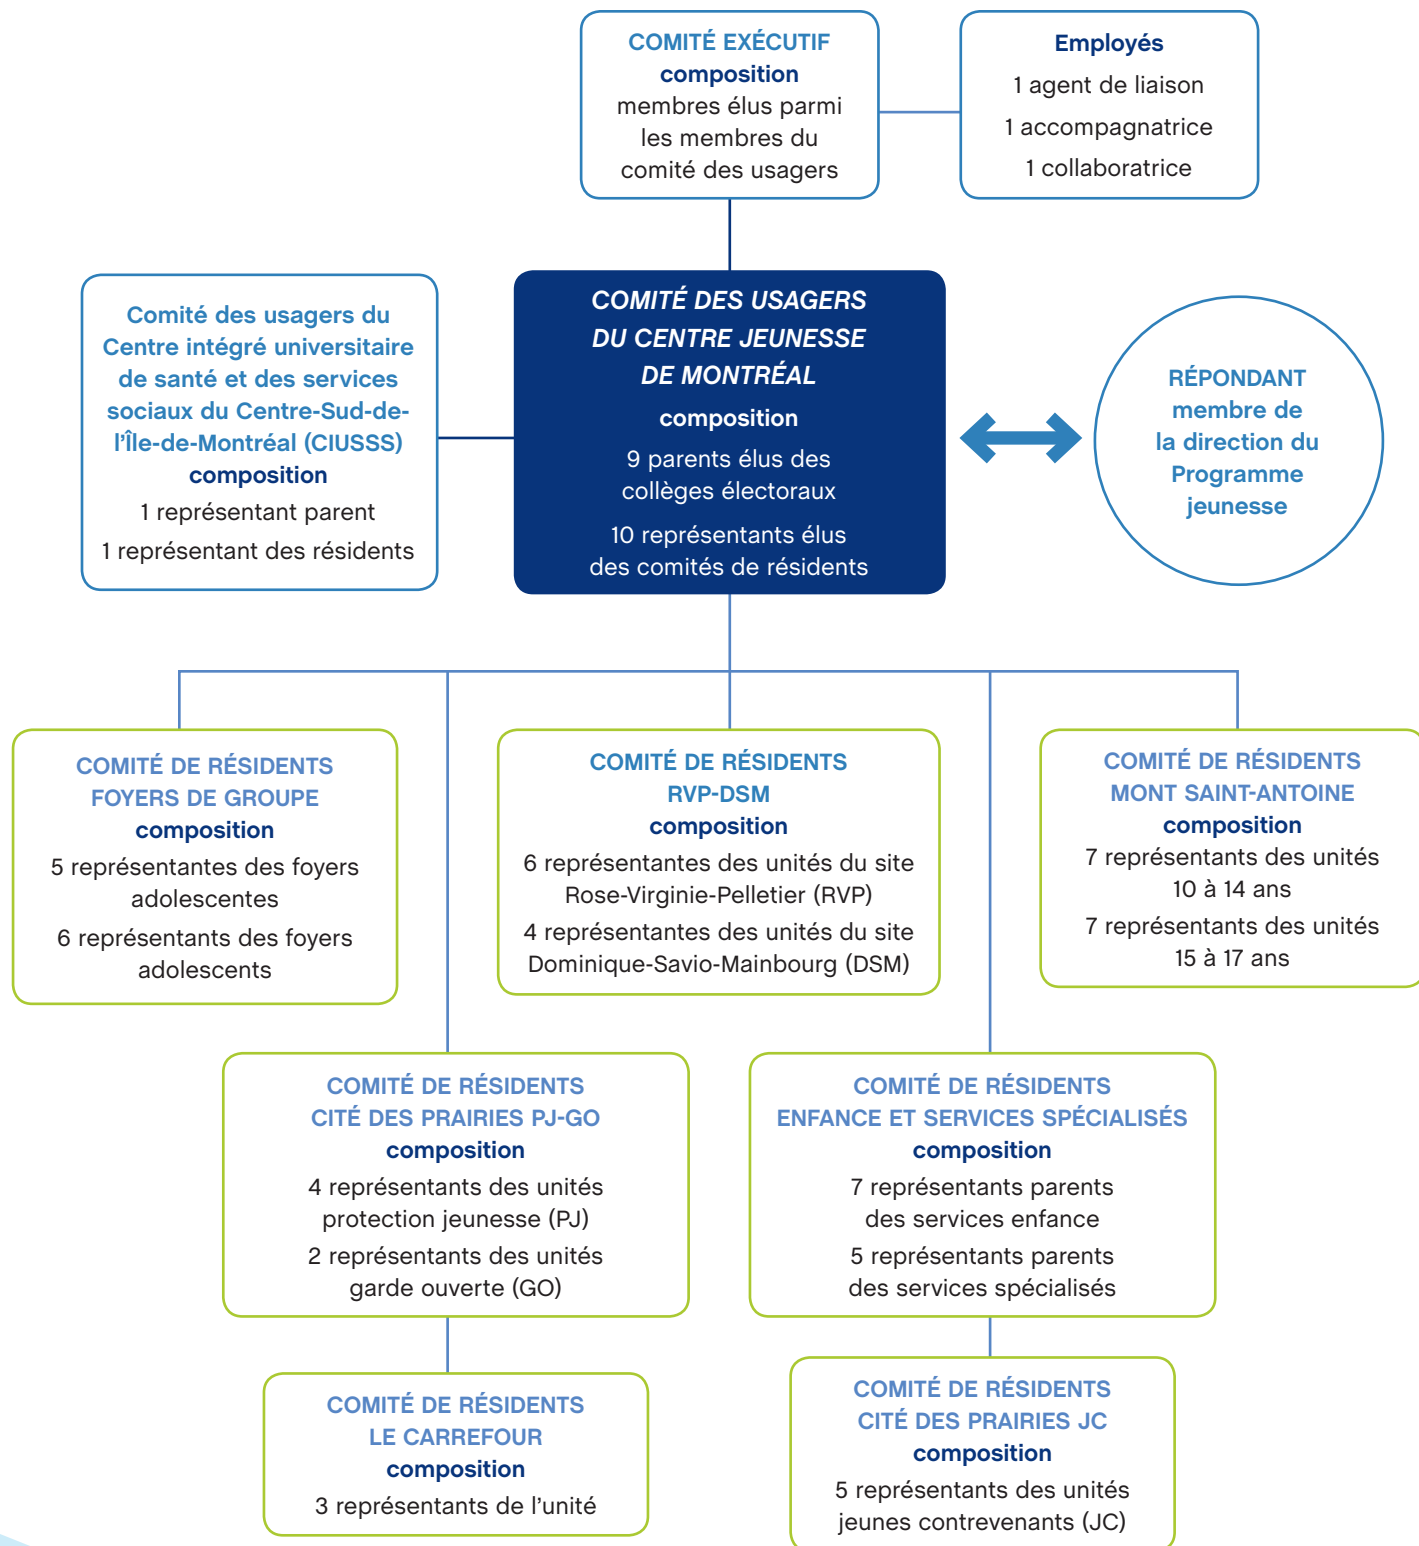 COMITÉ EXÉCUTIF
composition
membres élus parmi
les membres du
comité des usagers
Employés
1 agent de liaison
1 accompagnatrice
1 collaboratrice
Comité des usagers du
Centre intégré universitaire
de santé et des services
sociaux du Centre-Sud-de-
l'Île-de-Montréal (CIUSSS)
composition
1 représentant parent
1 représentant des résidents
COMITÉ DES USAGERS
DU CENTRE JEUNESSE
DE MONTRÉAL
composition
9 parents élus des
collèges électoraux
10 représentants élus
des comités de résidents
RÉPONDANT
membre de
la direction du
Programme
jeunesse
COMITÉ DE RÉSIDENTS
FOYERS DE GROUPE
composition
5 représentantes des foyers
adolescentes
6 représentants des foyers
adolescents
COMITÉ DE RÉSIDENTS
RVP-DSM
composition
6 représentantes des unités du site
Rose-Virginie-Pelletier (RVP)
4 représentantes des unités du site
Dominique-Savio-Mainbourg (DSM)
COMITÉ DE RÉSIDENTS
MONT SAINT-ANTOINE
composition
7 représentants des unités
10 à 14 ans
7 représentants des unités
15 à 17 ans
COMITÉ DE RÉSIDENTS
CITÉ DES PRAIRIES PJ-GO
composition
4 représentants des unités
protection jeunesse (PJ)
2 représentants des unités
garde ouverte (GO)
COMITÉ DE RÉSIDENTS
ENFANCE ET SERVICES SPÉCIALISÉS
composition
7 représentants parents
des services enfance
5 représentants parents
des services spécialisés
COMITÉ DE RÉSIDENTS
LE CARREFOUR
composition
3 représentants de l'unité
COMITÉ DE RÉSIDENTS
CITÉ DES PRAIRIES JC
composition
5 représentants des unités
jeunes contrevenants (JC)